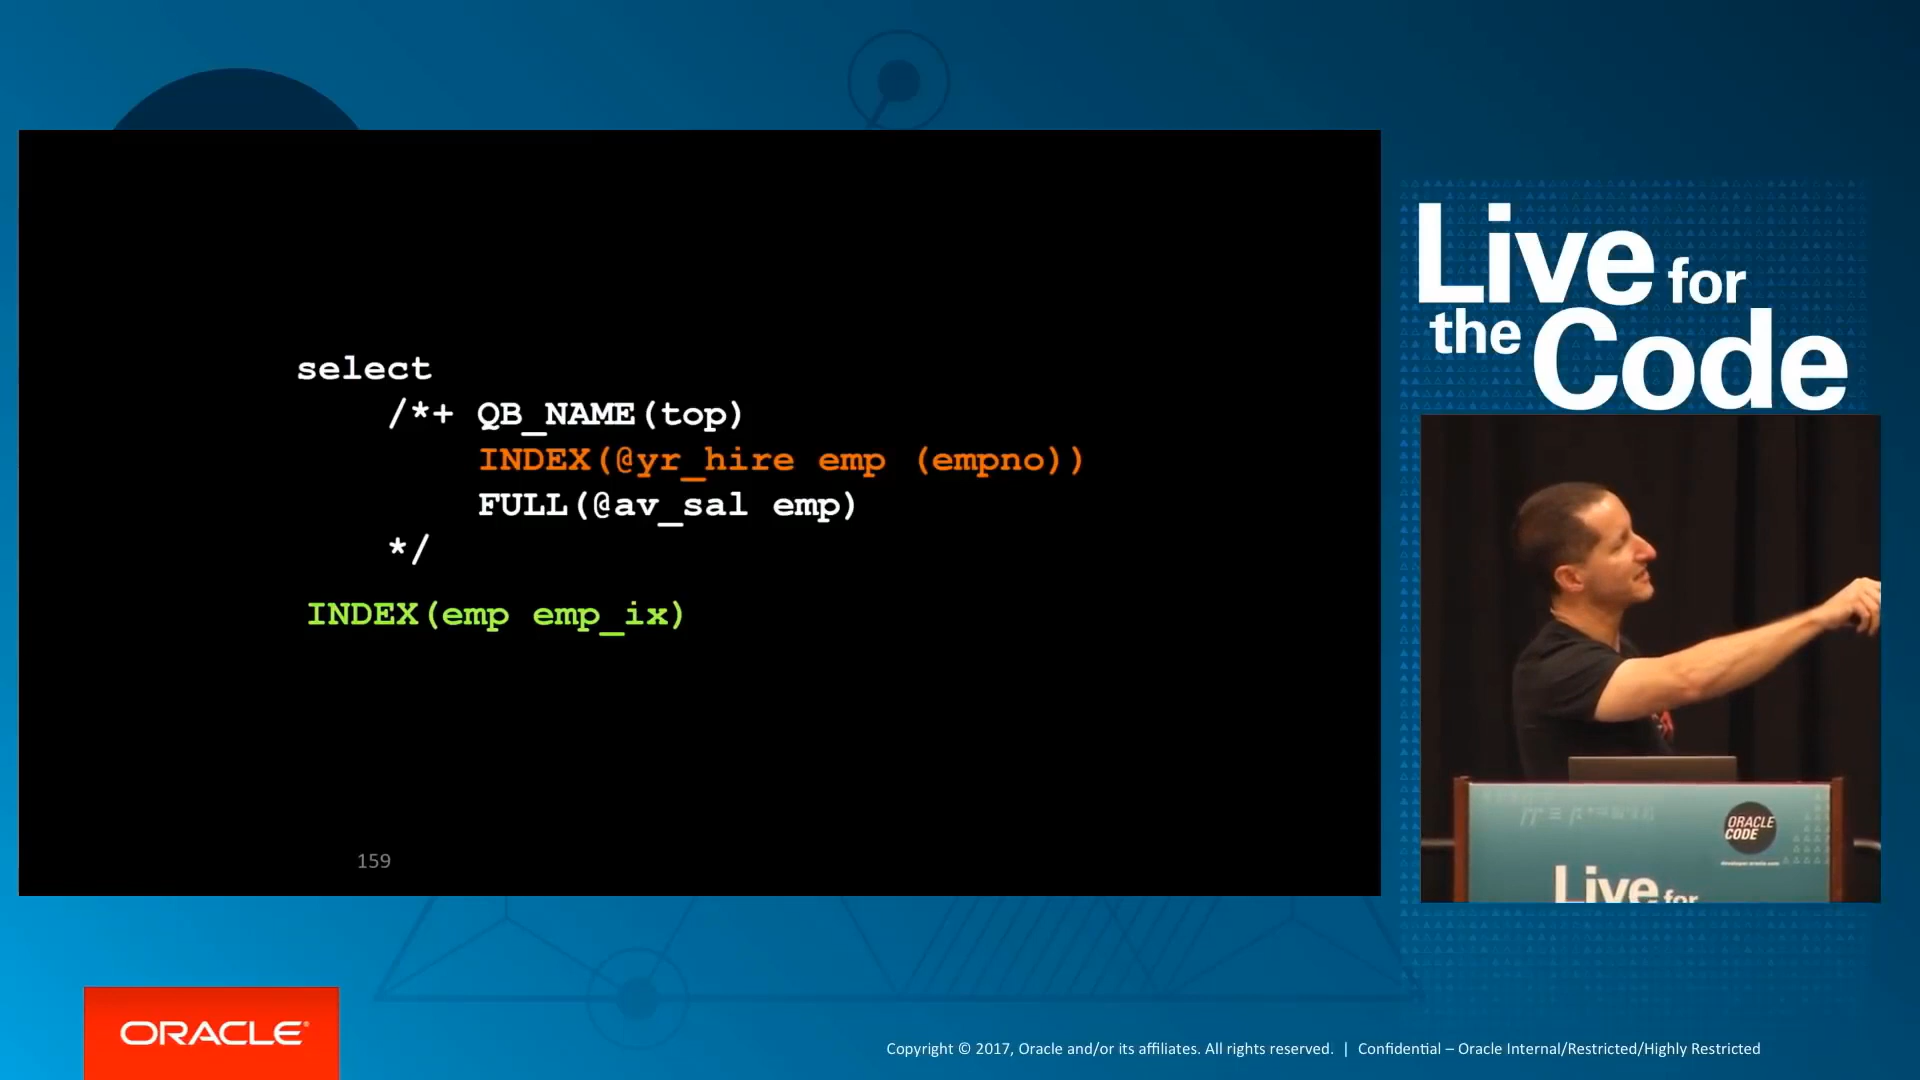 select
/*+ QB_NAME(top)
INDEX(@yr_hire emp (empno))
FULL(@av_sal emp)
*/
INDEX(emp emp_ix)
159
Live for
the Code
ORACLE
CODE
Live for
ORACLE®
Copyright © 2017, Oracle and/or its affiliates. All rights reserved. | Confidential – Oracle Internal/Restricted/Highly Restricted